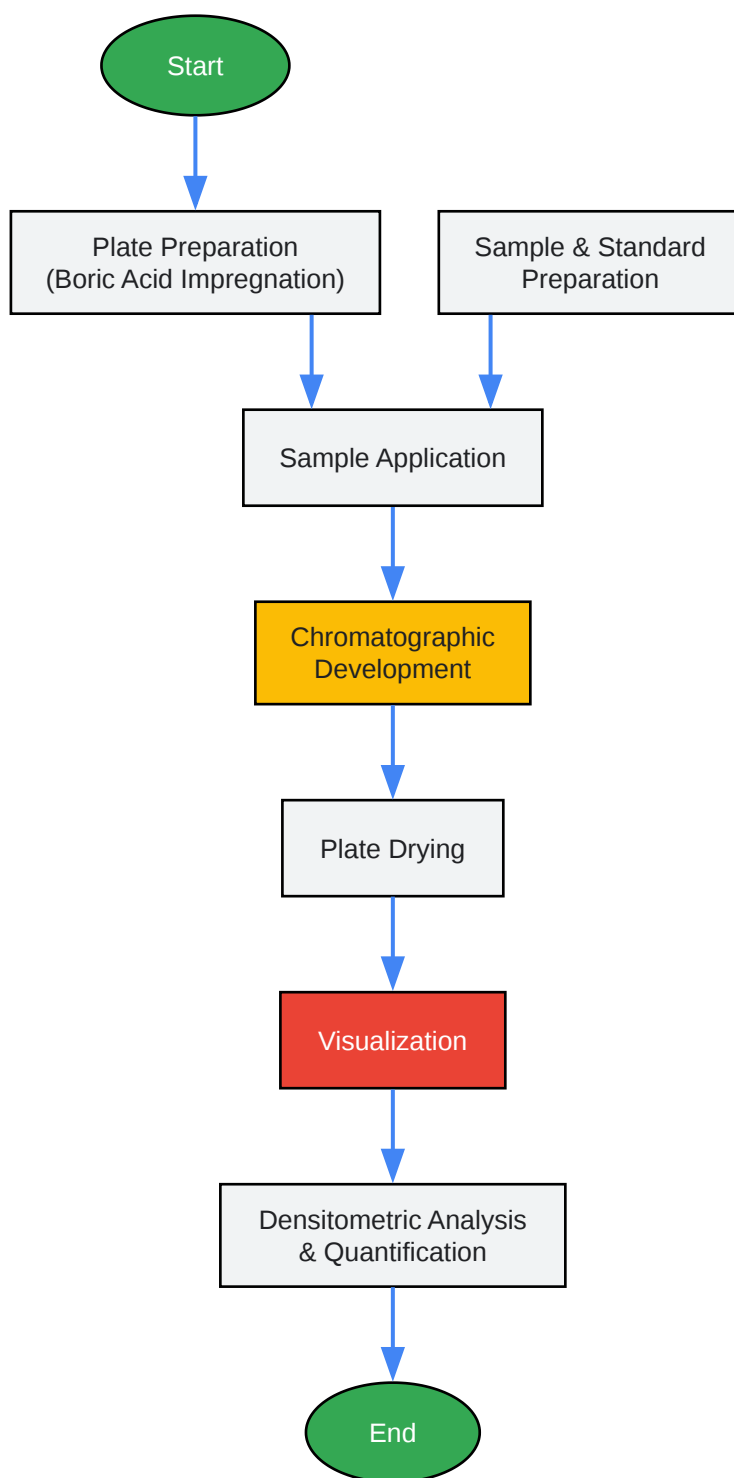 Start
Plate Preparation
(Boric Acid Impregnation)
Sample & Standard
Preparation
Sample Application
Chromatographic
Development
Plate Drying
Visualization
Densitometric Analysis
& Quantification
End